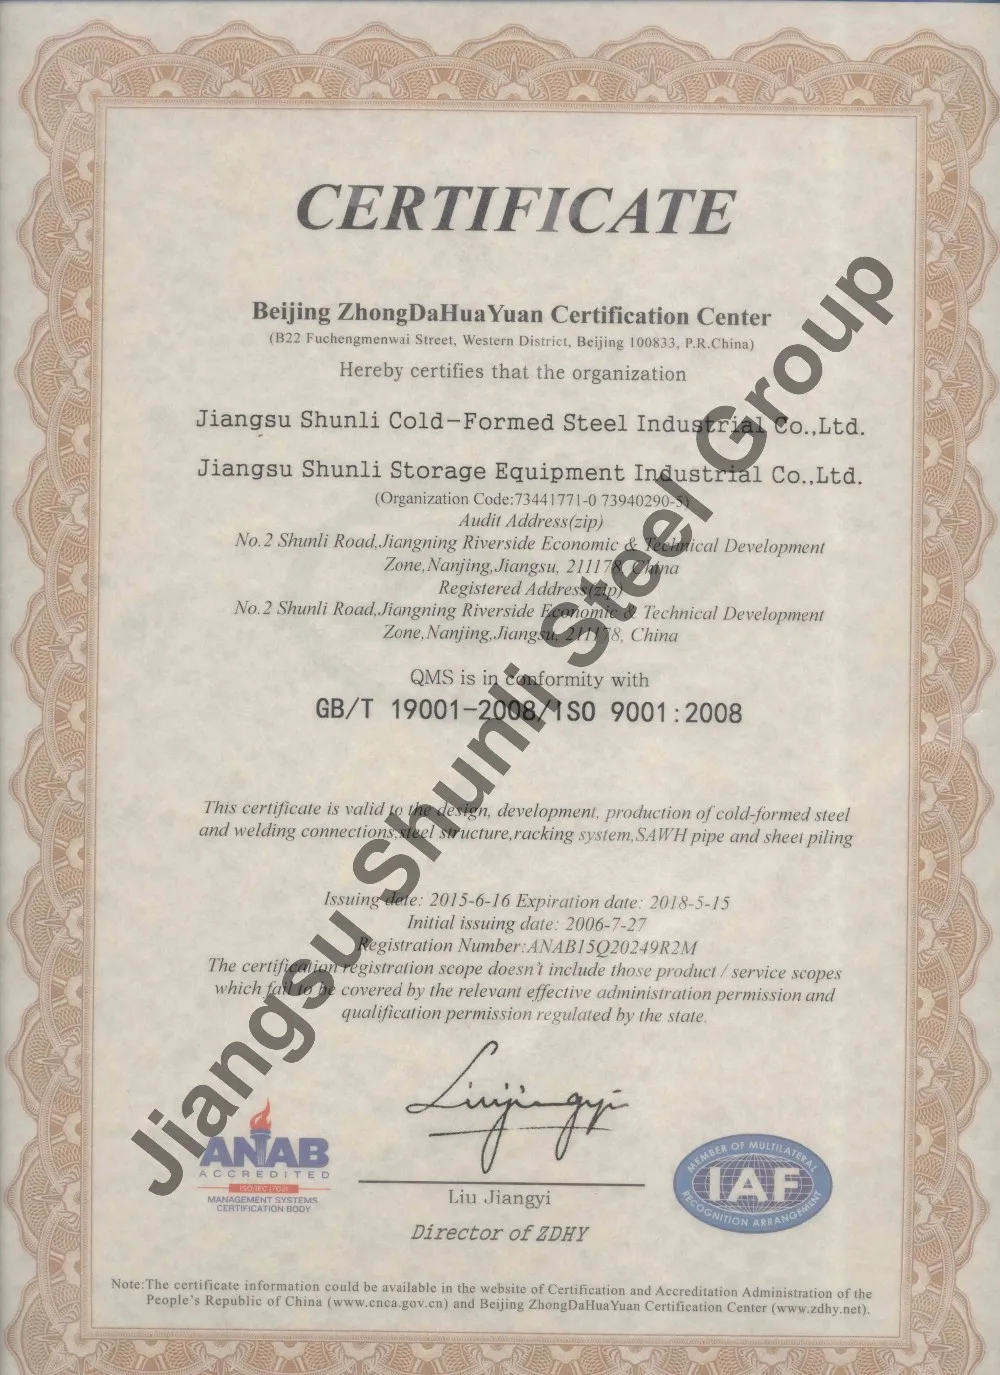 CERTIFICATE
Beijing ZhongDaHuaYuan Certification Center
(B22 Fuchengmenwai Street, Western District, Beijing 100833, P.R.China)
Hereby certifies that the organization
Jiangsu Shunli Cold-Formed Steel Industrial Co.,Ltd.
Jiangsu Shunli Storage Equipment Industrial Co.,Ltd.
(Organization Code:73441771-0 73940290-5)
Audit Address(zip)
No.2 Shunli Road,Jiangning Riverside Economic & Technical Development
Zone,Nanjing,Jiangsu, 211178, China
Registered Address(zip)
No.2 Shunli Road,Jiangning Riverside Economic & Technical Development
Zone,Nanjing,Jiangsu, 211178, China
QMS is in conformity with
GB/T 19001-2008/ISO 9001:2008
This certificate is valid to the design, development, production of cold-formed steel
and welding connections,steel structure,racking system,SAWH pipe and sheet piling
Issuing date: 2015-6-16 Expiration date: 2018-5-15
Initial issuing date: 2006-7-27
Registration Number:ANAB15Q20249R2M
The certification registration scope doesn't include those product / service scopes
which fail to be covered by the relevant effective administration permission and
qualification permission regulated by the state.
Jiangsu Shunli Steel Group
Liujiangyi
ANAB
ACCREDITED
ISO/IEC 17021
MANAGEMENT SYSTEMS
CERTIFICATION BODY
Liu Jiangyi
Director of ZDHY
MEMBER OF MULTILATERAL
IAF
RECOGNITION ARRANGEMENT
Note:The certificate information could be available in the website of Certification and Accreditation Administration of the
People's Republic of China (www.cnca.gov.cn) and Beijing ZhongDaHuaYuan Certification Center (www.zdhy.net).